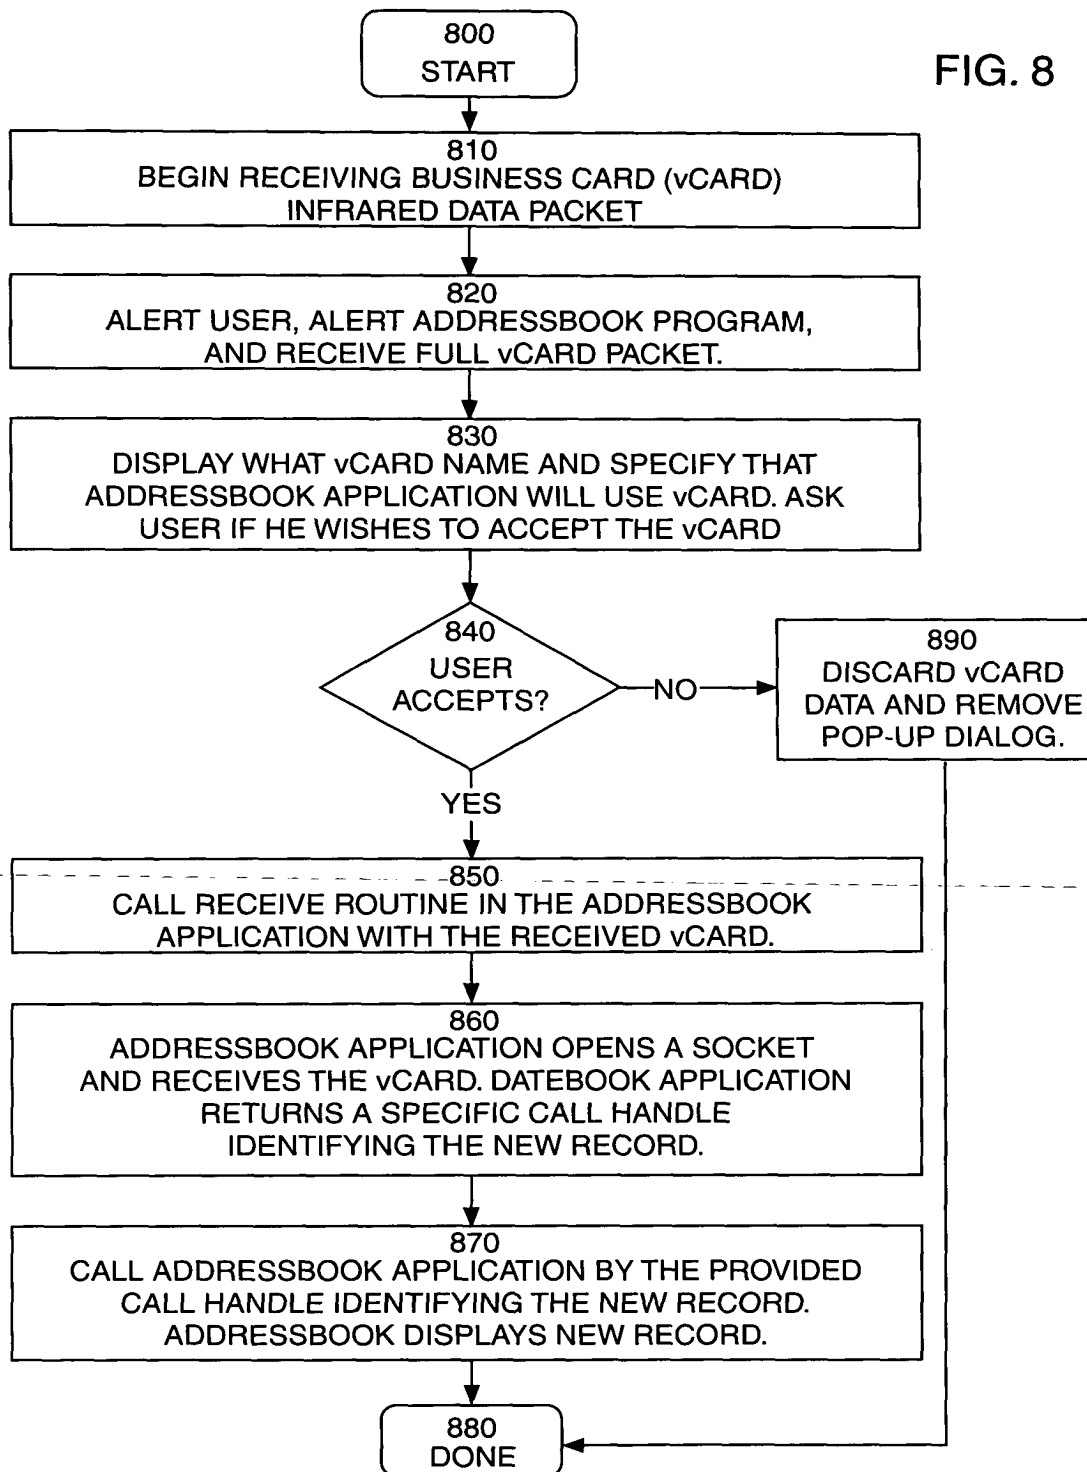 800
START
FIG. 8
810
BEGIN RECEIVING BUSINESS CARD (vCARD)
INFRARED DATA PACKET
820
ALERT USER, ALERT ADDRESSBOOK PROGRAM,
AND RECEIVE FULL vCARD PACKET.
830
DISPLAY WHAT vCARD NAME AND SPECIFY THAT
ADDRESSBOOK APPLICATION WILL USE vCARD. ASK
USER IF HE WISHES TO ACCEPT THE vCARD
840
USER
ACCEPTS?
NO
890
DISCARD vCARD
DATA AND REMOVE
POP-UP DIALOG.
YES
850
CALL RECEIVE ROUTINE IN THE ADDRESSBOOK
APPLICATION WITH THE RECEIVED vCARD.
860
ADDRESSBOOK APPLICATION OPENS A SOCKET
AND RECEIVES THE vCARD. DATEBOOK APPLICATION
RETURNS A SPECIFIC CALL HANDLE
IDENTIFYING THE NEW RECORD.
870
CALL ADDRESSBOOK APPLICATION BY THE PROVIDED
CALL HANDLE IDENTIFYING THE NEW RECORD.
ADDRESSBOOK DISPLAYS NEW RECORD.
880
DONE